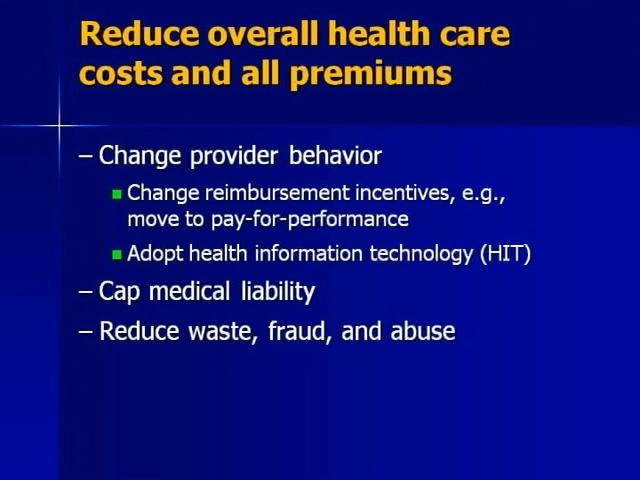 Reduce overall health care
costs and all premiums
– Change provider behavior
Change reimbursement incentives, e.g.,
move to pay-for-performance
Adopt health information technology (HIT)
– Cap medical liability
– Reduce waste, fraud, and abuse